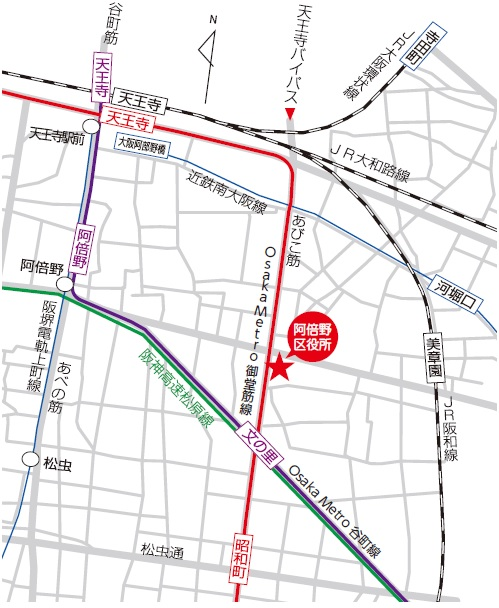 谷町筋
N
天王寺バイパス
寺田町
JR大阪環状線
天王寺
天王寺
天王寺
天王寺駅前
大阪阿部野橋
JR大和路線
近鉄南大阪線
あびこ筋
阿倍野
阿倍野
河堀口
Osaka Metro 御堂筋線
阿倍野
区役所
美章園
阪堺電軌上町線
あべの筋
阪神高速松原線
JR阪和線
文の里
松虫
Osaka Metro 谷町線
松虫通
昭和町